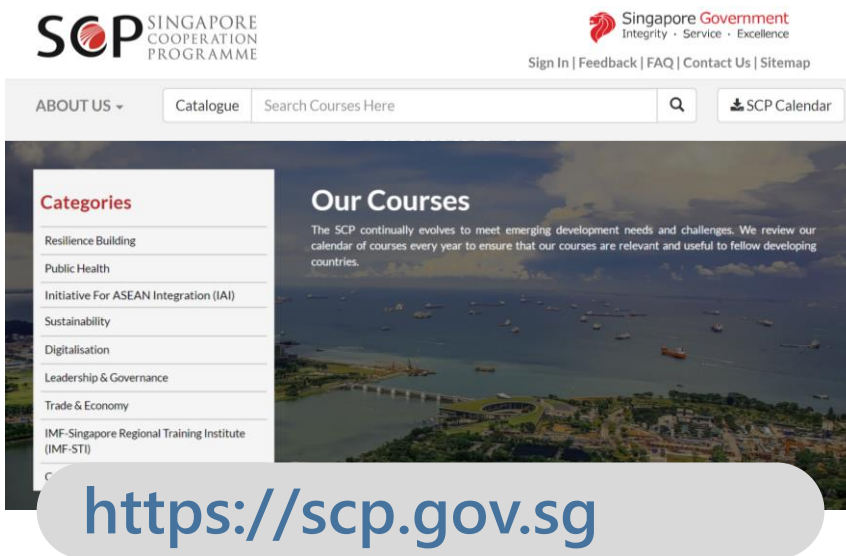 SCP SINGAPORE
COOPERATION
PROGRAMME
Singapore Government
Integrity · Service · Excellence
Sign In | Feedback | FAQ | Contact Us | Sitemap
ABOUT US
Catalogue
Search Courses Here
SCP Calendar
Categories
Resilience Building
Public Health
Initiative For ASEAN Integration (IAI)
Sustainability
Digitalisation
Leadership & Governance
Trade & Economy
IMF-Singapore Regional Training Institute
(IMF-STI)
Our Courses
The SCP continually evolves to meet emerging development needs and challenges. We review our
calendar of courses every year to ensure that our courses are relevant and useful to fellow developing
countries.
https://scp.gov.sg